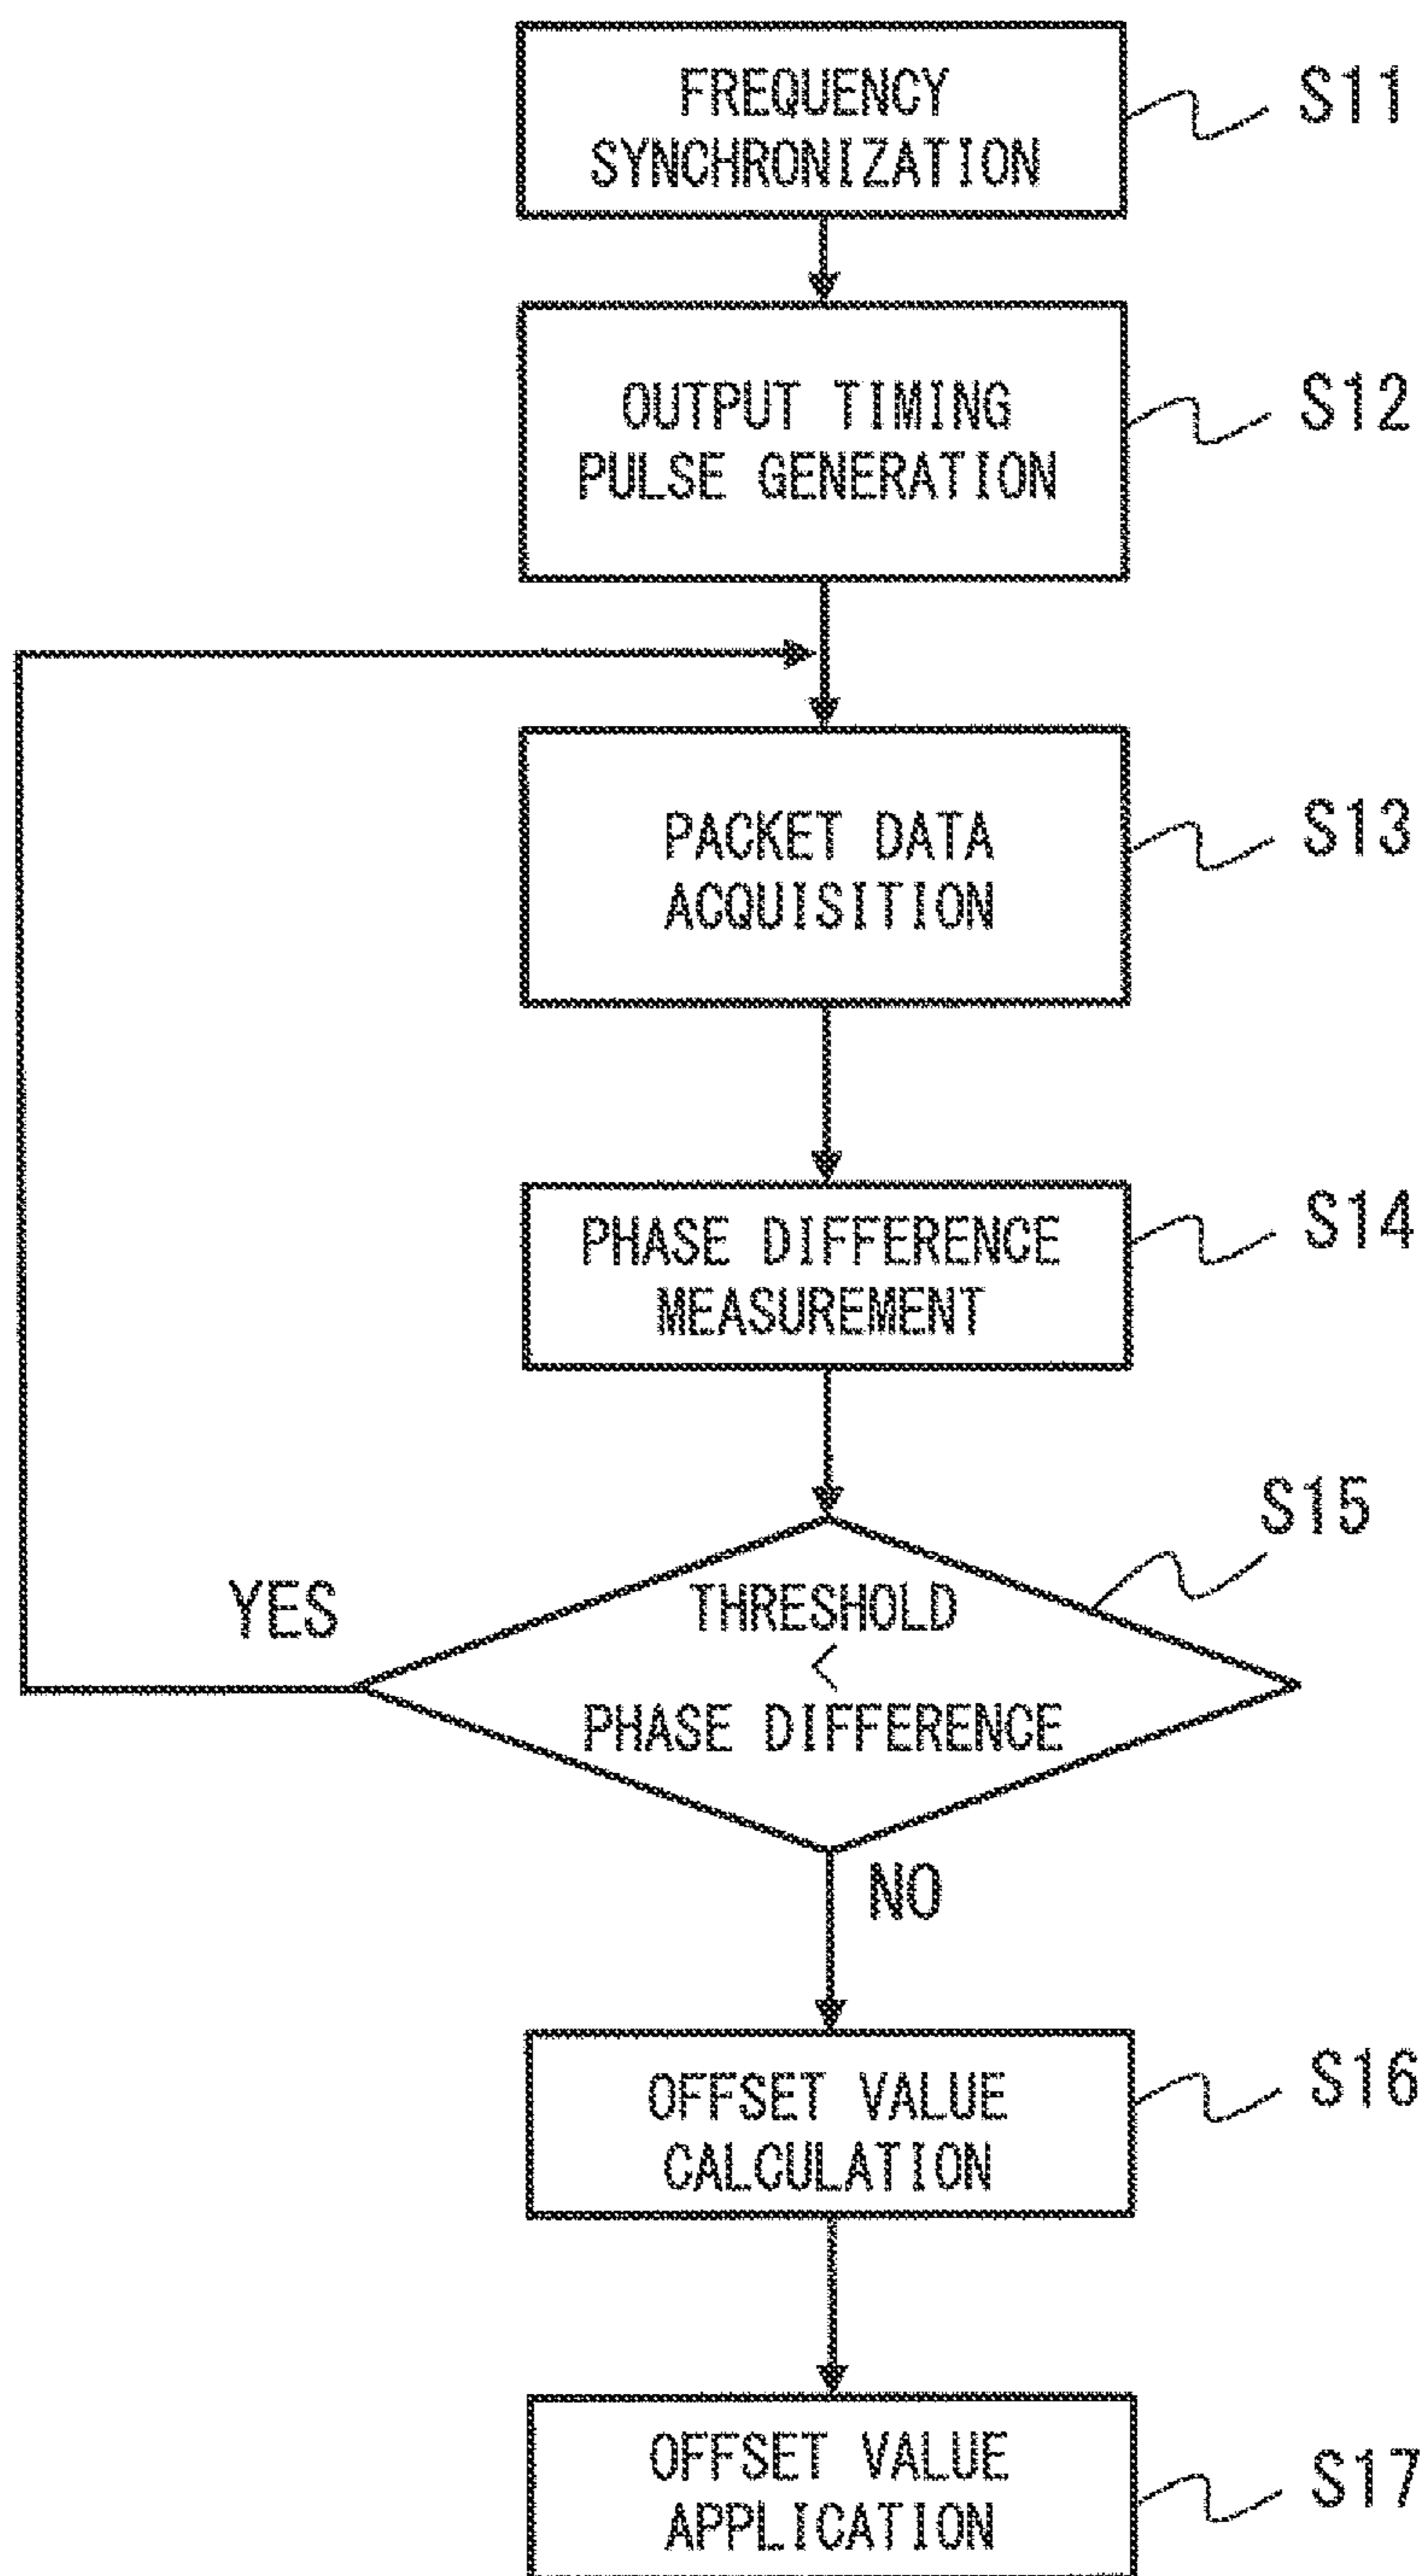 FREQUENCY
SYNCHRONIZATION
S11
OUTPUT TIMING
PULSE GENERATION
S12
PACKET DATA
ACQUISITION
S13
PHASE DIFFERENCE
MEASUREMENT
S14
S15
YES
THRESHOLD
<
PHASE DIFFERENCE
NO
OFFSET VALUE
CALCULATION
S16
OFFSET VALUE
APPLICATION
S17